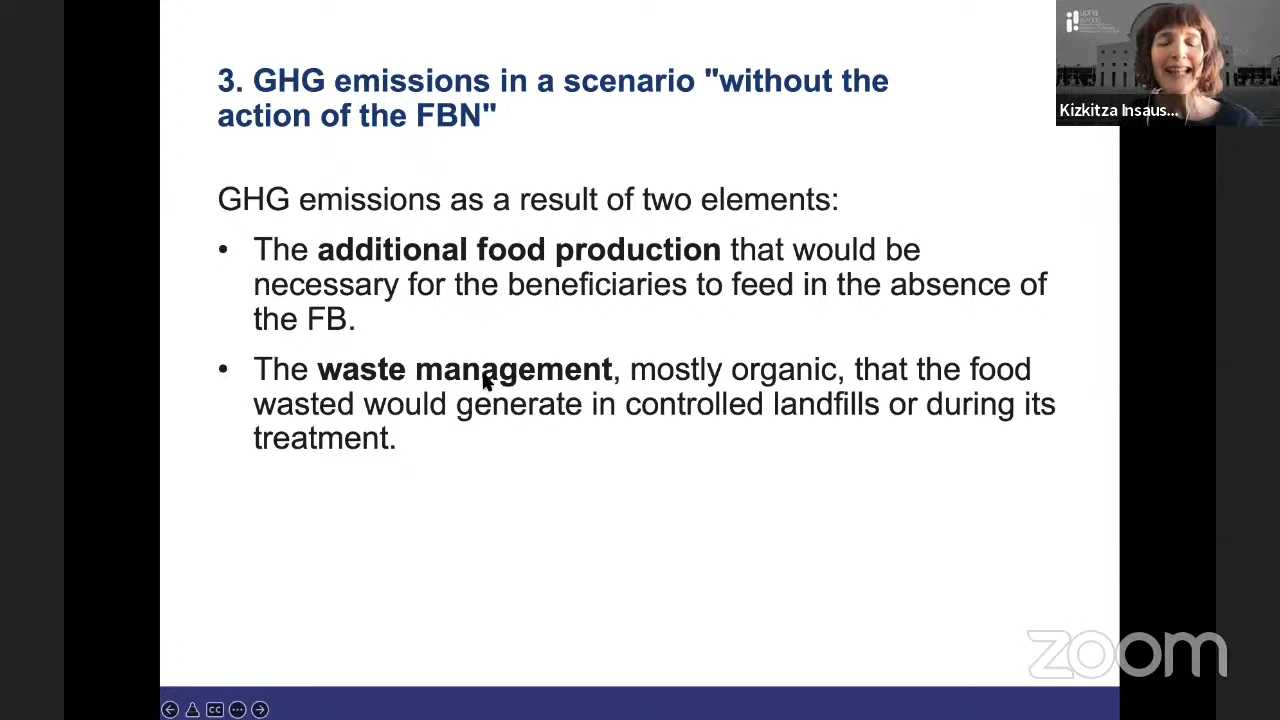 3. GHG emissions in a scenario "without the
action of the FBN"
GHG emissions as a result of two elements:
• The additional food production that would be
necessary for the beneficiaries to feed in the absence of
the FB.
• The waste management, mostly organic, that the food
wasted would generate in controlled landfills or during its
treatment.
upna
Kizkitza Insaus...
zoom
CC